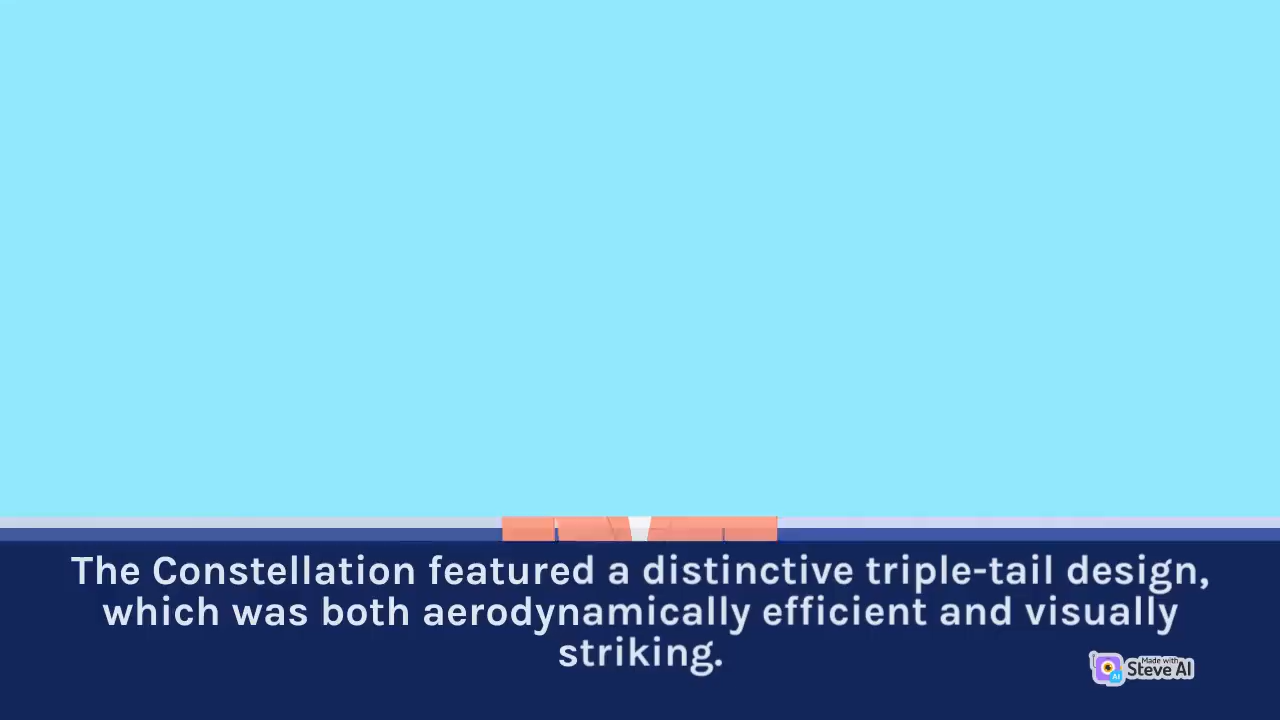 The Constellation featured a distinctive triple-tail design,
which was both aerodynamically efficient and visually
striking.
Made with
Steve AI
AI